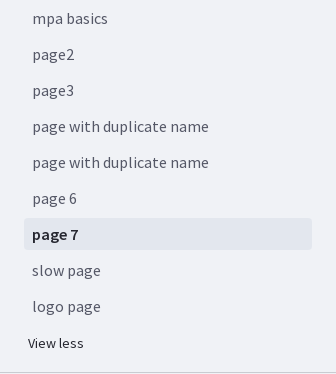 mpa basics
page2
page3
page with duplicate name
page with duplicate name
page 6
page 7
slow page
logo page
View less